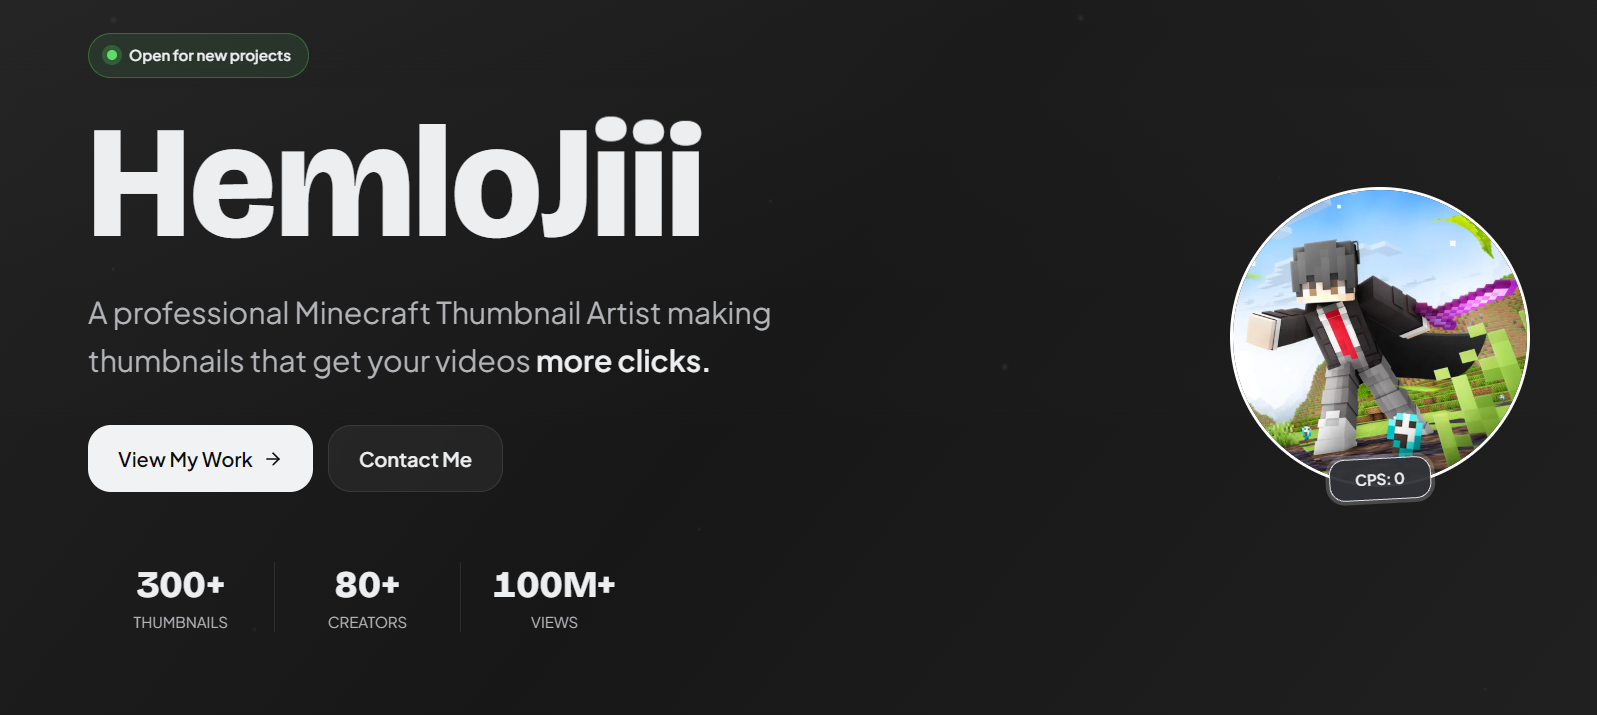 Open for new projects
HemloJiii
A professional Minecraft Thumbnail Artist making
thumbnails that get your videos more clicks.
View My Work →
Contact Me
300+
THUMBNAILS
80+
CREATORS
100M+
VIEWS
CPS: 0